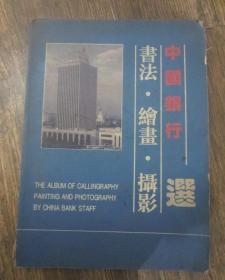 中國銀行
書法·繪畫·攝影
選
THE ALBUM OF CALLINGRAPHY
PAINTING AND PHOTOGRAPHY
BY CHINA BANK STAFF